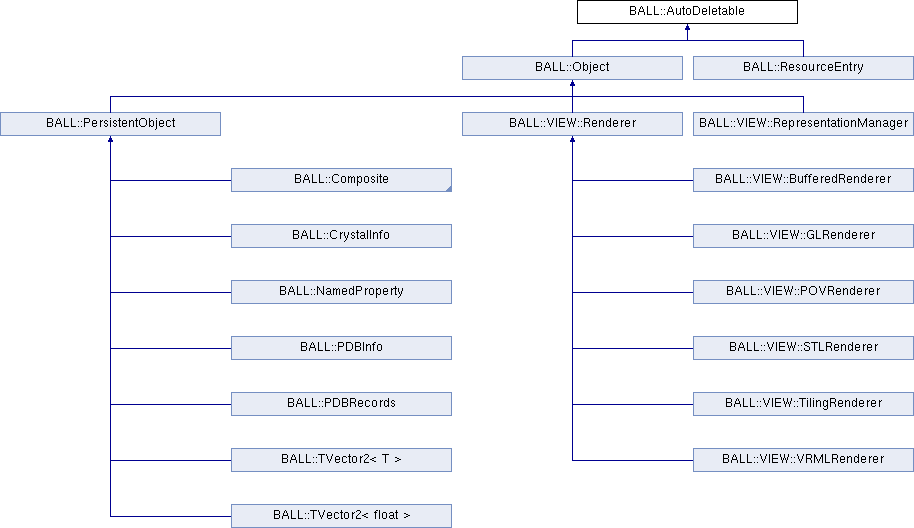 BALL::AutoDeletable
BALL::Object
BALL::ResourceEntry
BALL::PersistentObject
BALL::VIEW::Renderer
BALL::VIEW::RepresentationManager
BALL::Composite
BALL::VIEW::BufferedRenderer
BALL::CrystalInfo
BALL::VIEW::GLRenderer
BALL::NamedProperty
BALL::VIEW::POVRenderer
BALL::PDBInfo
BALL::VIEW::STLRenderer
BALL::PDBRecords
BALL::VIEW::TilingRenderer
BALL::TVector2< T >
BALL::VIEW::VRMLRenderer
BALL::TVector2< float >